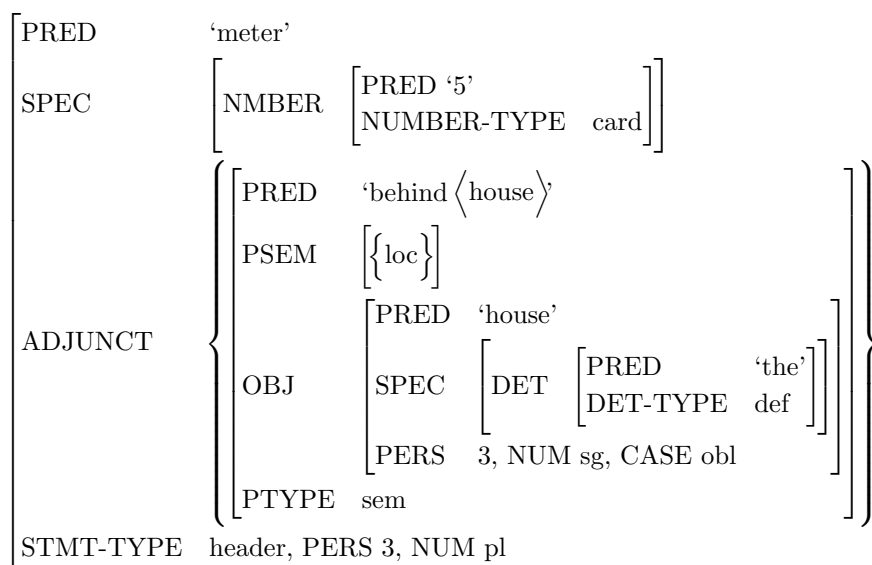 PRED ‘meter’
SPEC [NMBER [PRED ‘5’
NUMBER-TYPE card]]
ADJUNCT {[PRED ‘behind⟨house⟩’
PSEM [{loc}]
OBJ [PRED ‘house’
SPEC [DET [PRED ‘the’
DET-TYPE def]]
PERS 3, NUM sg, CASE obl]
PTYPE sem]}
STMT-TYPE header, PERS 3, NUM pl